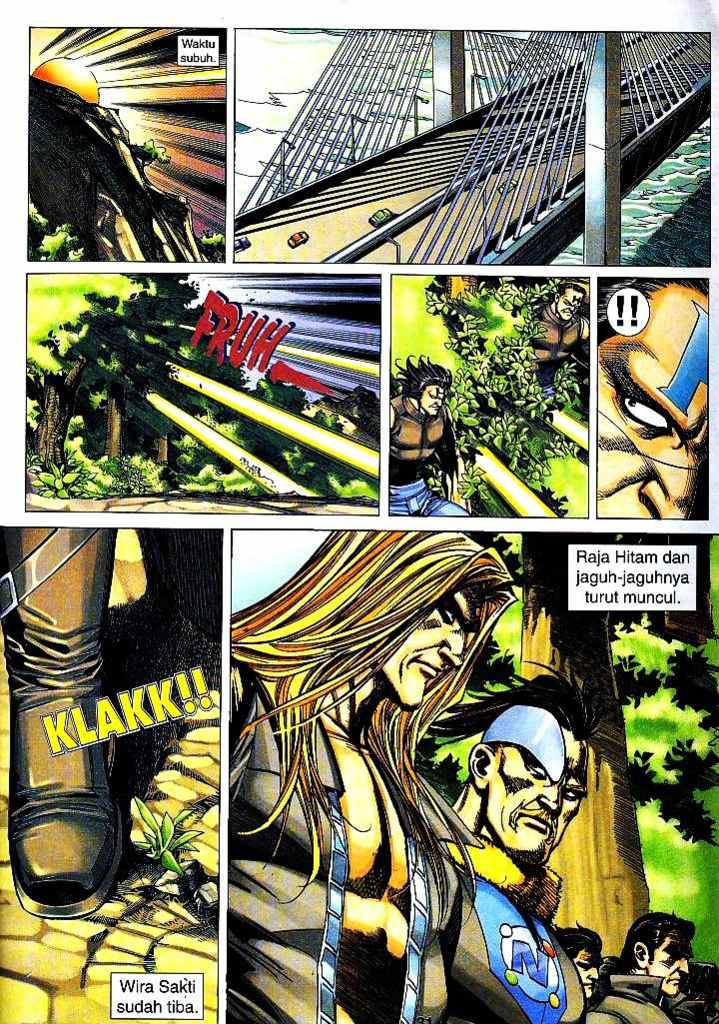 Waktu
subuh.
FRUH
!!
KLAKK!!
Raja Hitam dan
jaguh-jaguhnya
turut muncul.
N
Wira Sakti
sudah tiba.